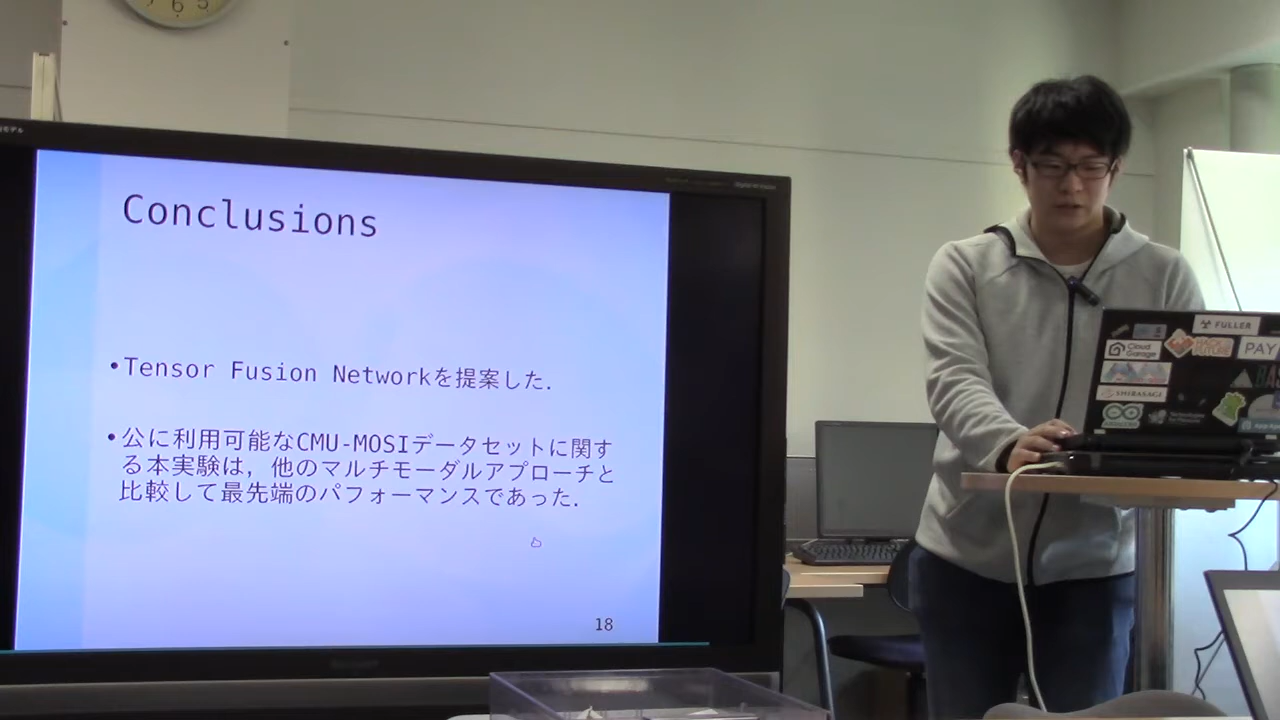 Conclusions
•Tensor Fusion Networkを提案した.
•公に利用可能なCMU-MOSIデータセットに関す
る本実験は，他のマルチモーダルアプローチと
比較して最先端のパフォーマンスであった.
18
FULLER
Cloud
Garage
PAY
SHIBASAGI
6 5